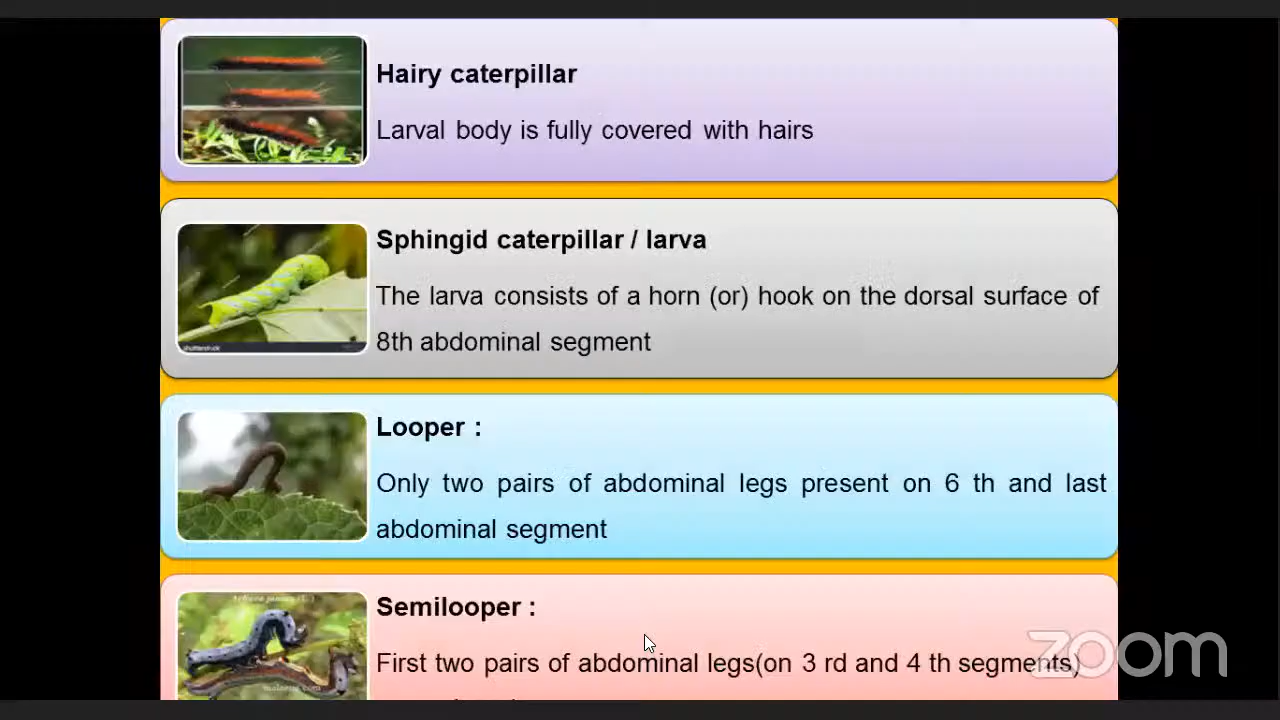 Hairy caterpillar
Larval body is fully covered with hairs
Sphingid caterpillar / larva
The larva consists of a horn (or) hook on the dorsal surface of
8th abdominal segment
shutterstock
Looper :
Only two pairs of abdominal legs present on 6 th and last
abdominal segment
Semilooper :
First two pairs of abdominal legs(on 3 rd and 4 th segments)
zoom